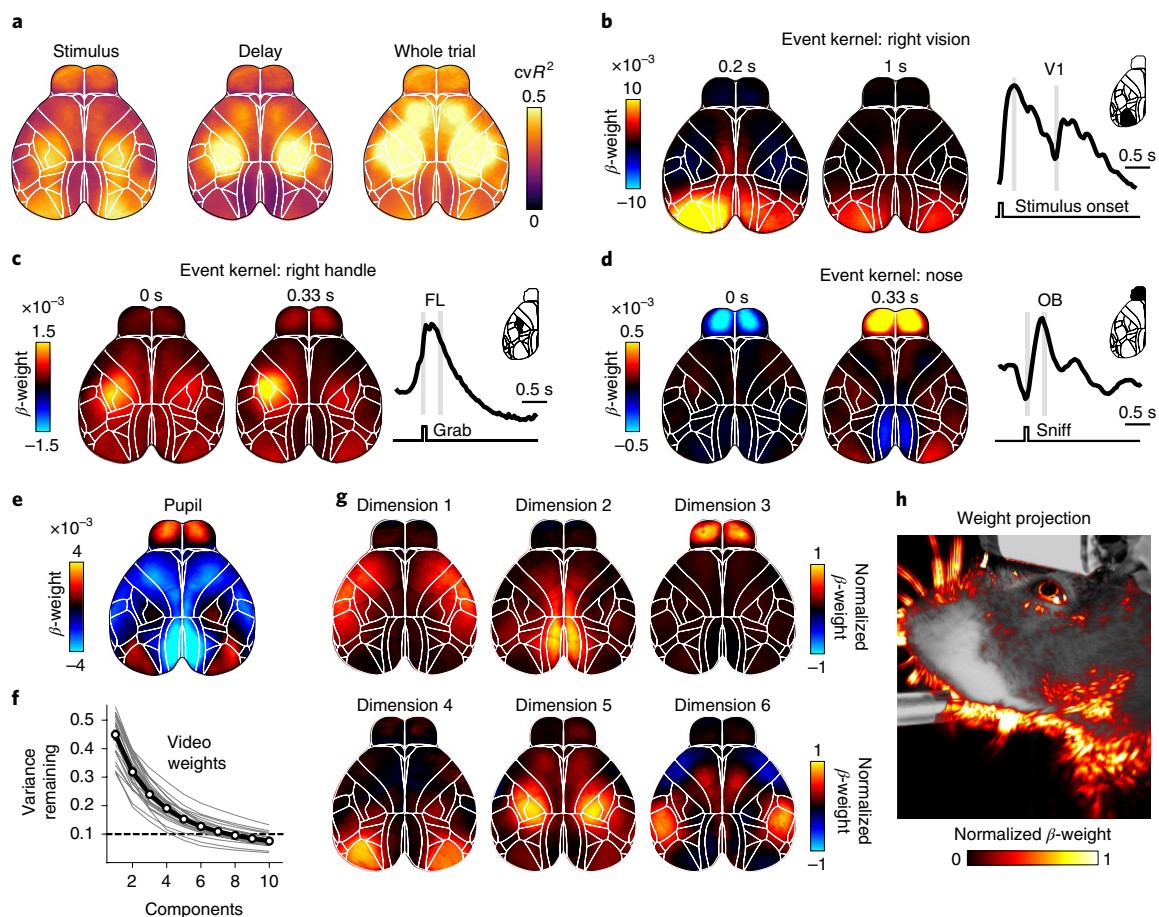 a
Stimulus
Delay
Whole trial
cvR²
0.5
0
b
Event kernel: right vision
×10⁻³
10
β-weight
−10
0.2 s
1 s
V1
0.5 s
Stimulus onset
c
Event kernel: right handle
×10⁻³
1.5
β-weight
−1.5
0 s
0.33 s
FL
0.5 s
Grab
d
Event kernel: nose
×10⁻³
0.5
β-weight
−0.5
0 s
0.33 s
OB
0.5 s
Sniff
e
Pupil
×10⁻³
4
β-weight
−4
f
Variance
remaining
0.5
0.4
0.3
0.2
0.1
Video
weights
2
4
6
8
10
Components
g
Dimension 1
Dimension 2
Dimension 3
1
Normalized
β-weight
−1
Dimension 4
Dimension 5
Dimension 6
1
Normalized
β-weight
−1
h
Weight projection
Normalized β-weight
0
1